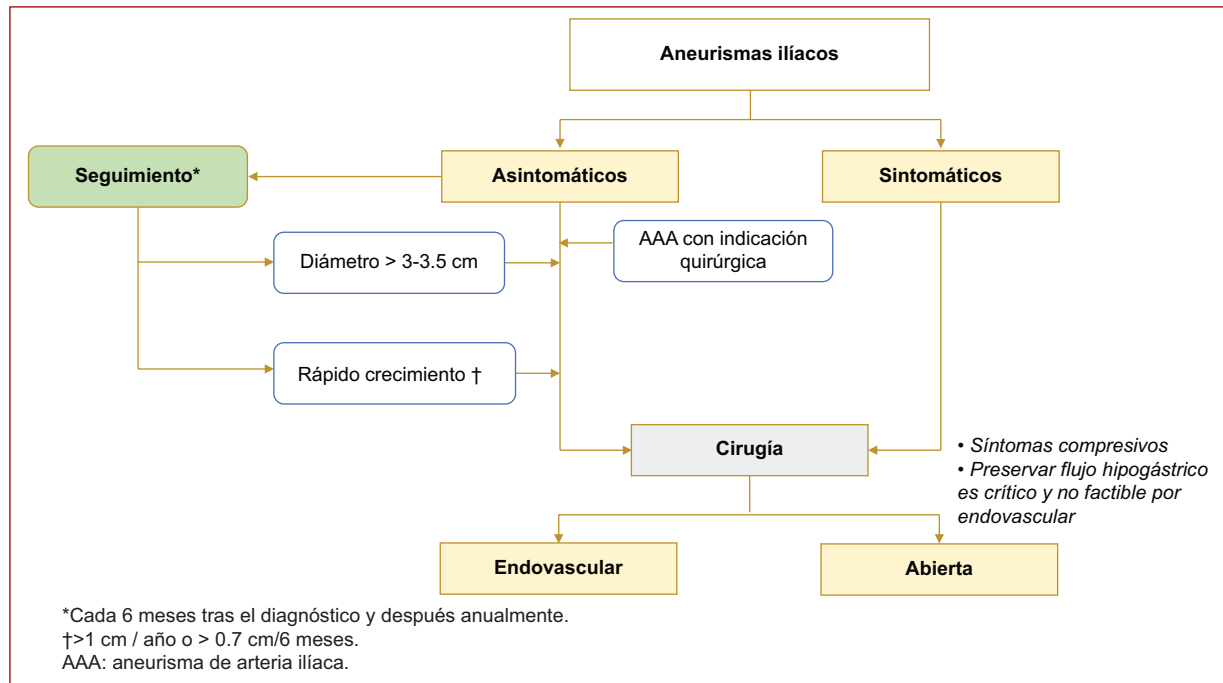 Aneurismas ilíacos
Seguimiento*
Asintomáticos
Sintomáticos
Diámetro > 3-3.5 cm
AAA con indicación
quirúrgica
Rápido crecimiento †
Cirugía
• Síntomas compresivos
• Preservar flujo hipogástrico
es crítico y no factible por
endovascular
Endovascular
Abierta
*Cada 6 meses tras el diagnóstico y después anualmente.
†>1 cm / año o > 0.7 cm/6 meses.
AAA: aneurisma de arteria ilíaca.